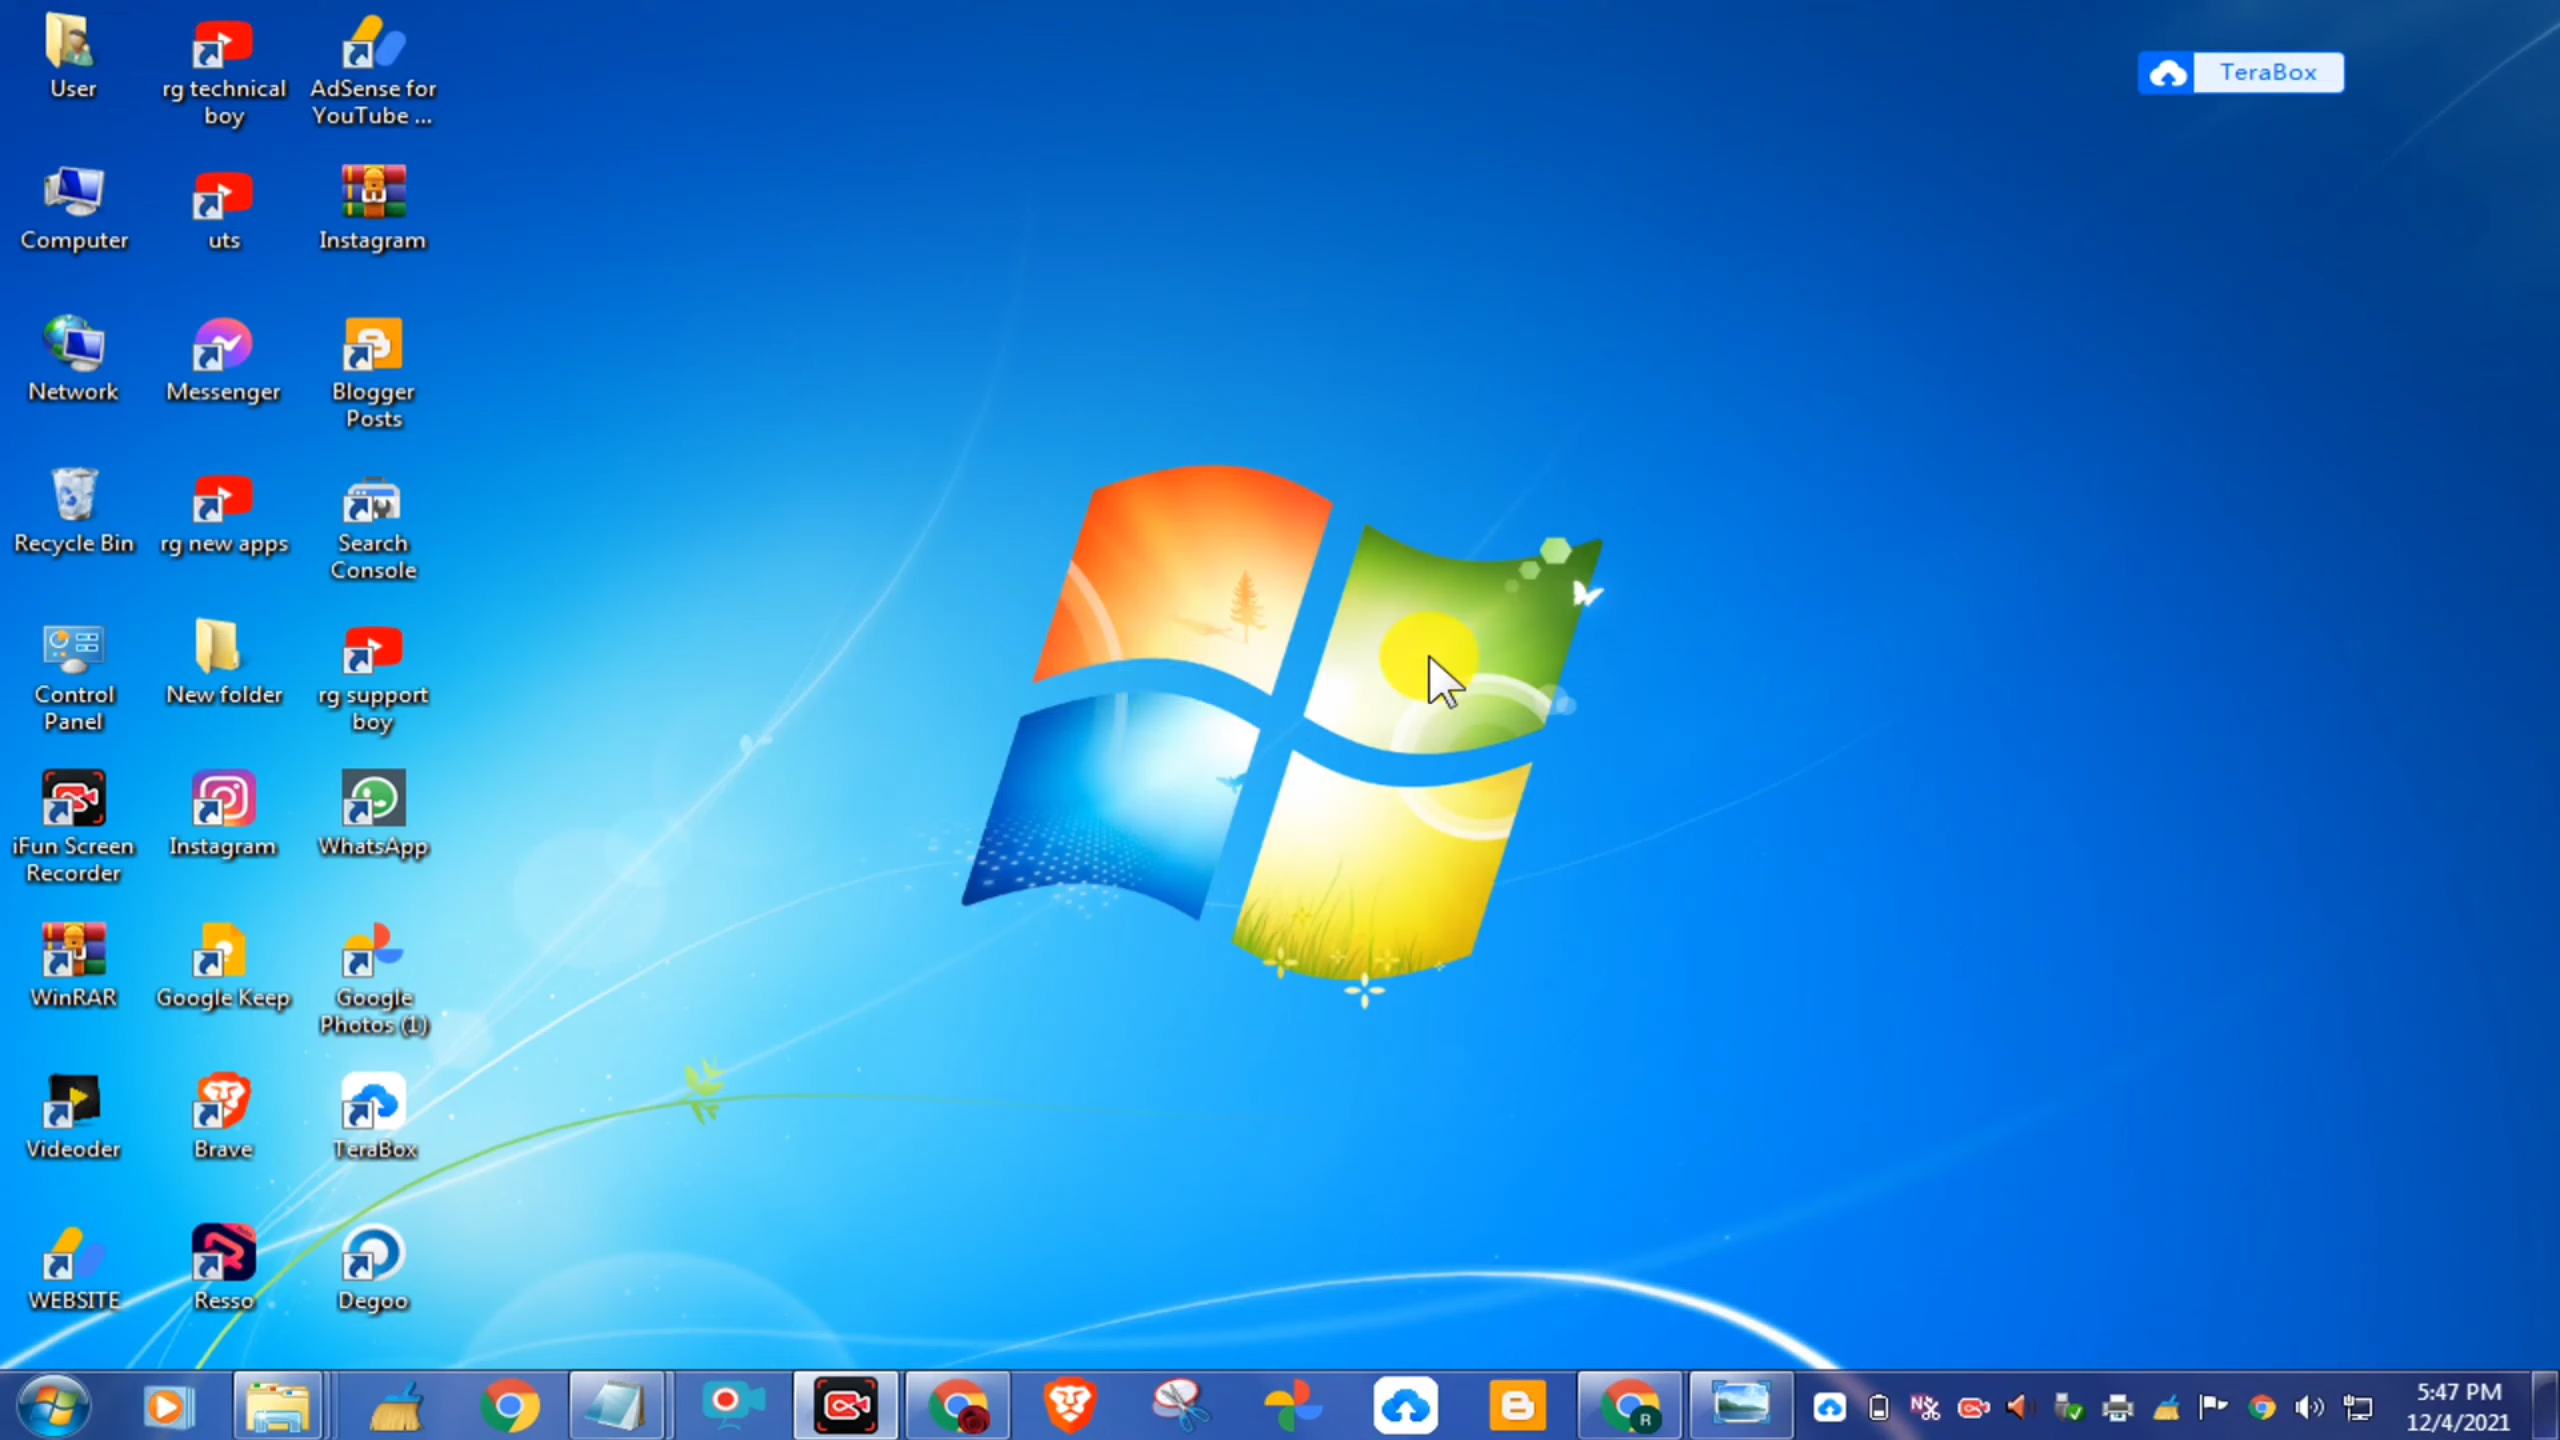 User
rg technical
boy
AdSense for
YouTube ...
TeraBox
Computer
uts
Instagram
Network
Messenger
Blogger
Posts
Recycle Bin
rg new apps
Search
Console
Control
Panel
New folder
rg support
boy
iFun Screen
Recorder
Instagram
WhatsApp
WinRAR
Google Keep
Google
Photos (1)
Videoder
Brave
TeraBox
WEBSITE
Resso
Degoo
R
N
5:47 PM
12/4/2021